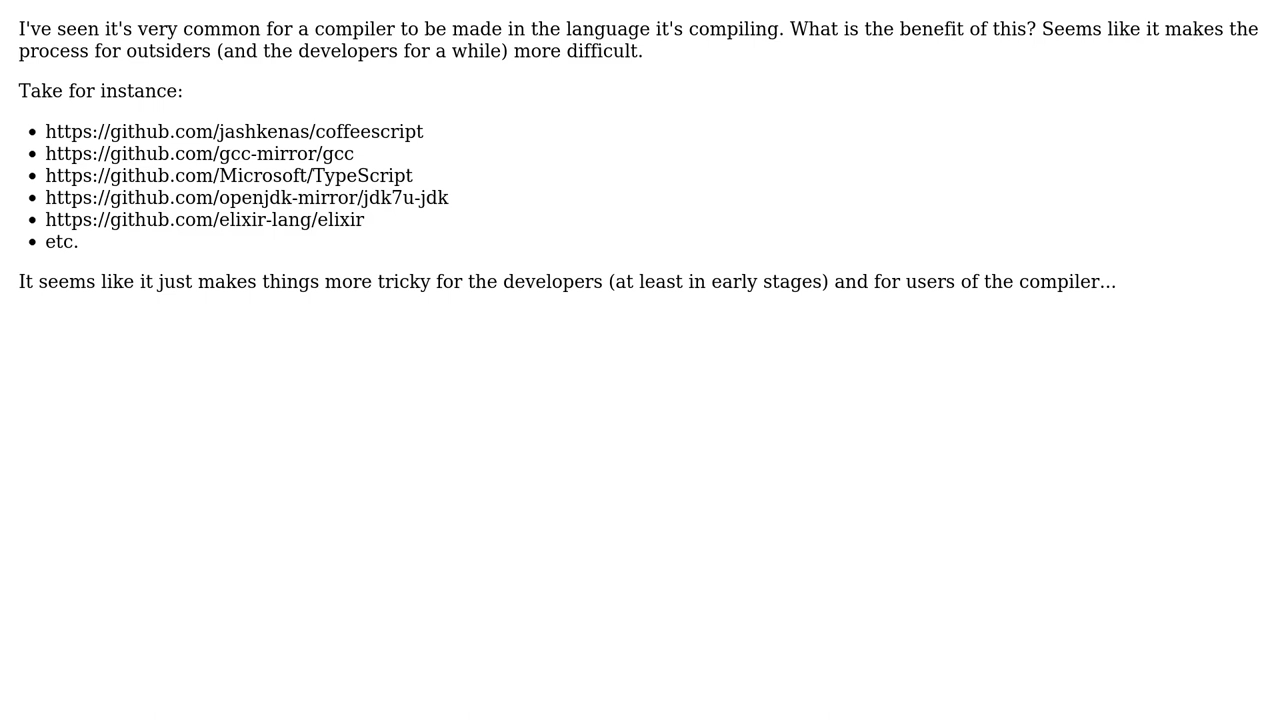 I've seen it's very common for a compiler to be made in the language it's compiling. What is the benefit of this? Seems like it makes the
process for outsiders (and the developers for a while) more difficult.
Take for instance:
• https://github.com/jashkenas/coffeescript
• https://github.com/gcc-mirror/gcc
• https://github.com/Microsoft/TypeScript
• https://github.com/openjdk-mirror/jdk7u-jdk
• https://github.com/elixir-lang/elixir
• etc.
It seems like it just makes things more tricky for the developers (at least in early stages) and for users of the compiler...